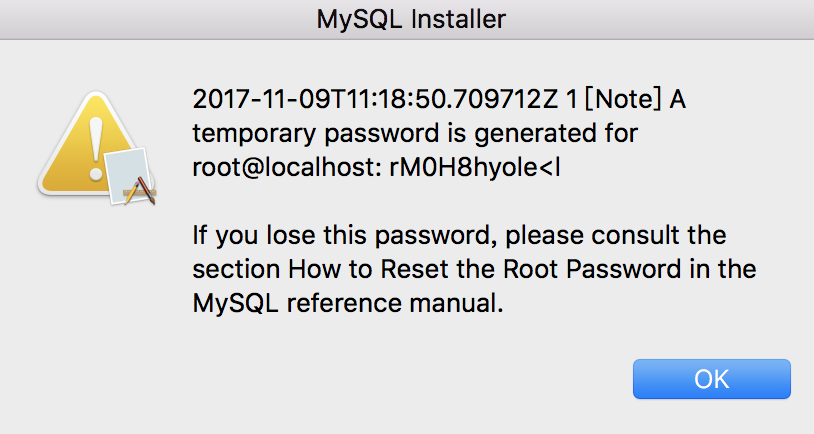 MySQL Installer
2017-11-09T11:18:50.709712Z 1 [Note] A
temporary password is generated for
root@localhost: rM0H8hyole<l
If you lose this password, please consult the
section How to Reset the Root Password in the
MySQL reference manual.
OK